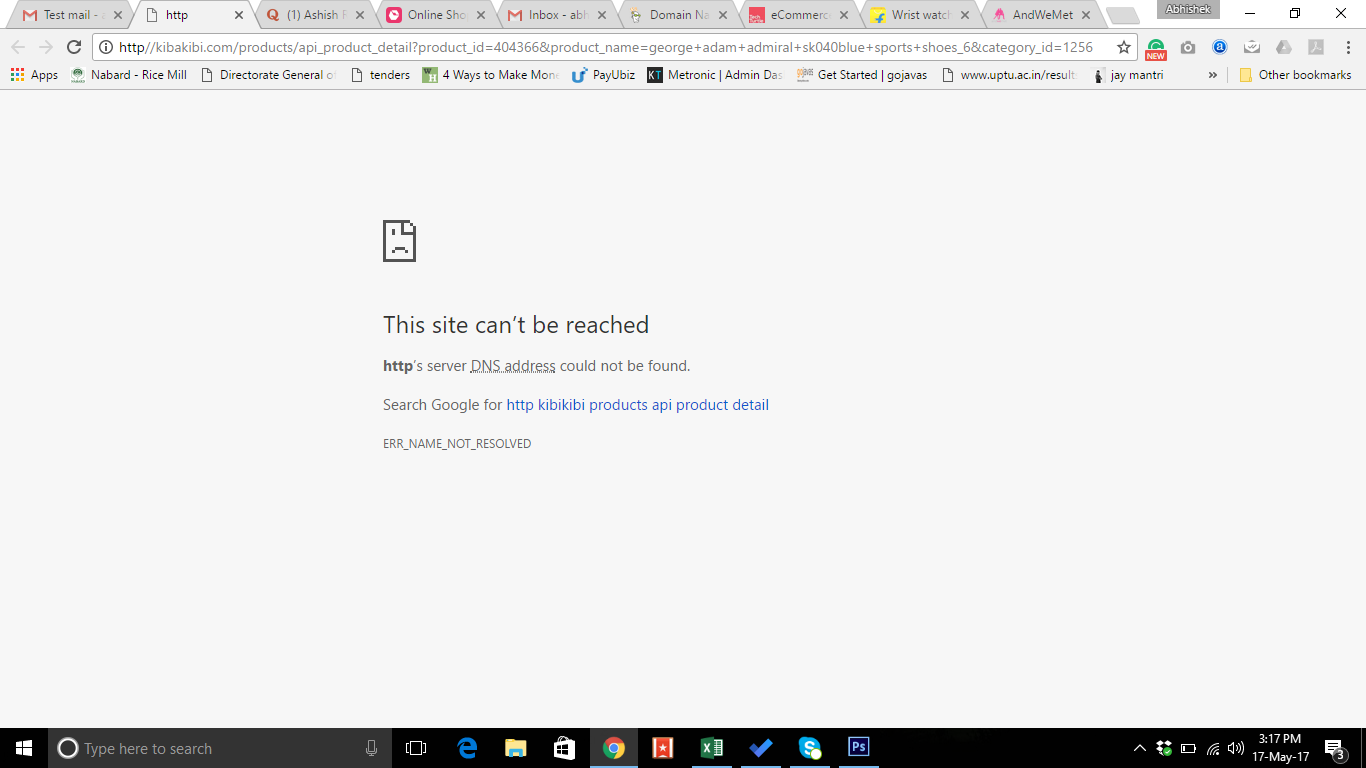 Abhishek
Test mail - a
http
(1) Ashish R
Online Sho
Inbox - abh
Domain Na
eCommerc
Wrist watch
AndWeMet
http//kibakibi.com/products/api_product_detail?product_id=404366&product_name=george+adam+admiral+sk040blue+sports+shoes_6&category_id=1256
NEW
Apps
Nabard - Rice Mill
Directorate General o
tenders
4 Ways to Make Mone
PayUbiz
KT
Metronic | Admin Das
Get Started | gojavas
www.uptu.ac.in/result
jay mantri
»
Other bookmarks
This site can't be reached
http's server DNS address could not be found.
Search Google for http kibikibi products api product detail
ERR_NAME_NOT_RESOLVED
Type here to search
Ps
3:17 PM
17-May-17
3